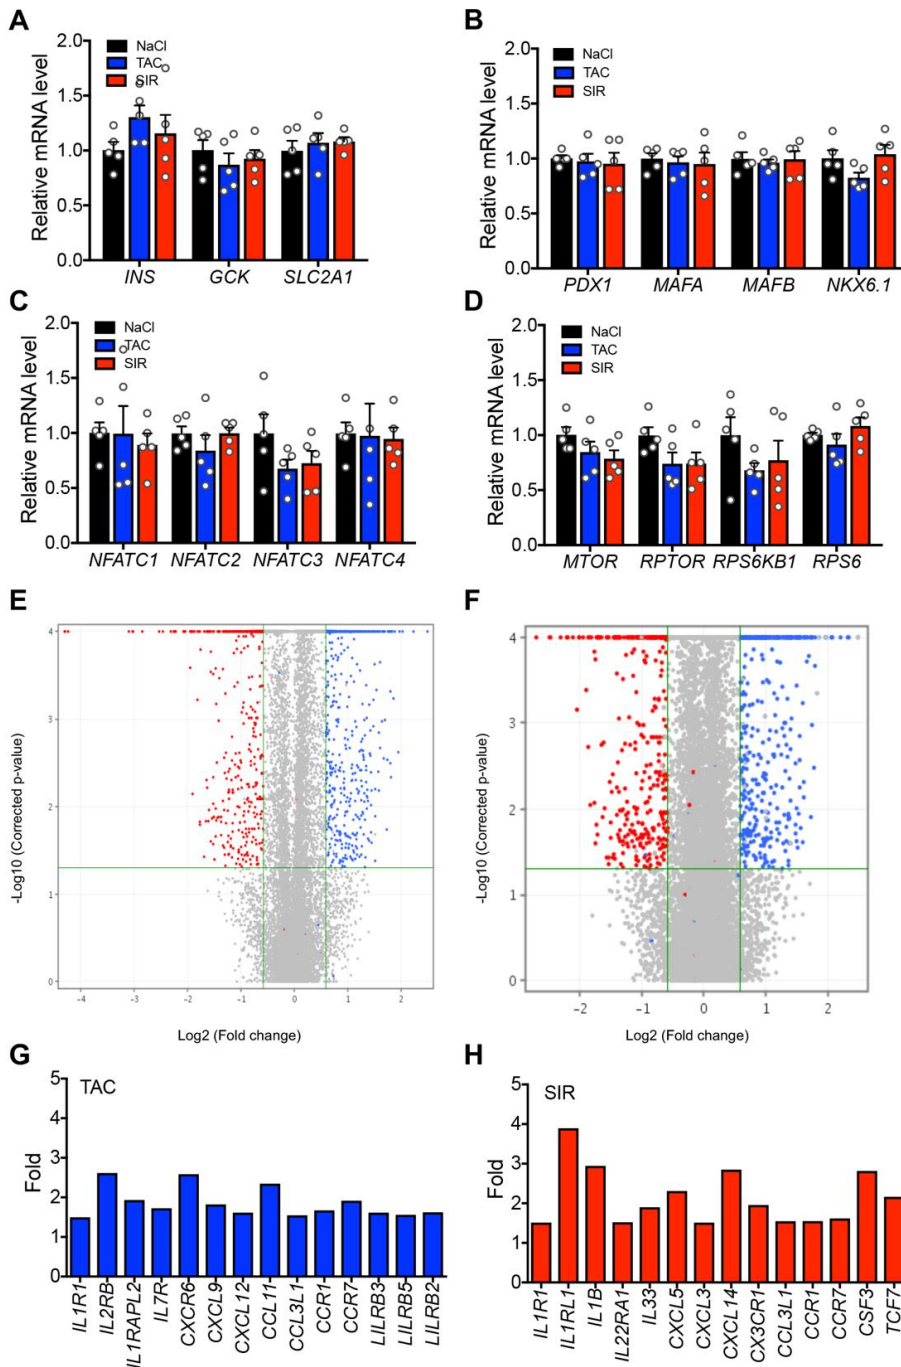 A
Relative mRNA level
2.0
1.5
1.0
0.5
0.0
NaCl
TAC
SIR
INS GCK SLC2A1
B
Relative mRNA level
2.0
1.5
1.0
0.5
0.0
NaCl
TAC
SIR
PDX1 MAFA MAFB NKX6.1
C
Relative mRNA level
2.0
1.5
1.0
0.5
0.0
NaCl
TAC
SIR
NFATC1 NFATC2 NFATC3 NFATC4
D
Relative mRNA level
2.0
1.5
1.0
0.5
0.0
NaCl
TAC
SIR
MTOR RPTOR RPS6KB1 RPS6
E
-Log10 (Corrected p-value)
4
3
2
1
0
-4 -3 -2 -1 0 1 2
Log2 (Fold change)
F
-Log10 (Corrected p-value)
4
3
2
1
0
-2 -1 0 1 2
Log2 (Fold change)
G
TAC
Fold
5
4
3
2
1
0
IL1R1
IL2RB
IL1RAPL2
IL7R
CXCR6
CXCL9
CXCL12
CCL11
CCL3L1
CCR1
CCR7
LILRB3
LILRB5
LILRB2
H
SIR
Fold
5
4
3
2
1
0
IL1R1
IL1RL1
IL1B
IL22RA1
IL33
CXCL5
CXCL3
CXCL14
CX3CR1
CCL3L1
CCR1
CCR7
CSF3
TCF7